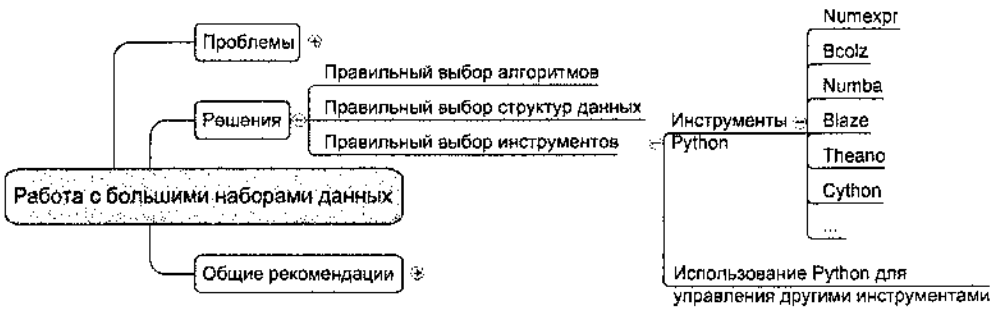 Проблемы
Решения
Правильный выбор алгоритмов
Правильный выбор структур данных
Правильный выбор инструментов
Инструменты
Python
Numexpr
Bcolz
Numba
Blaze
Theano
Cython
...
Использование Python для
управления другими инструментами
Работа с большими наборами данных
Общие рекомендации